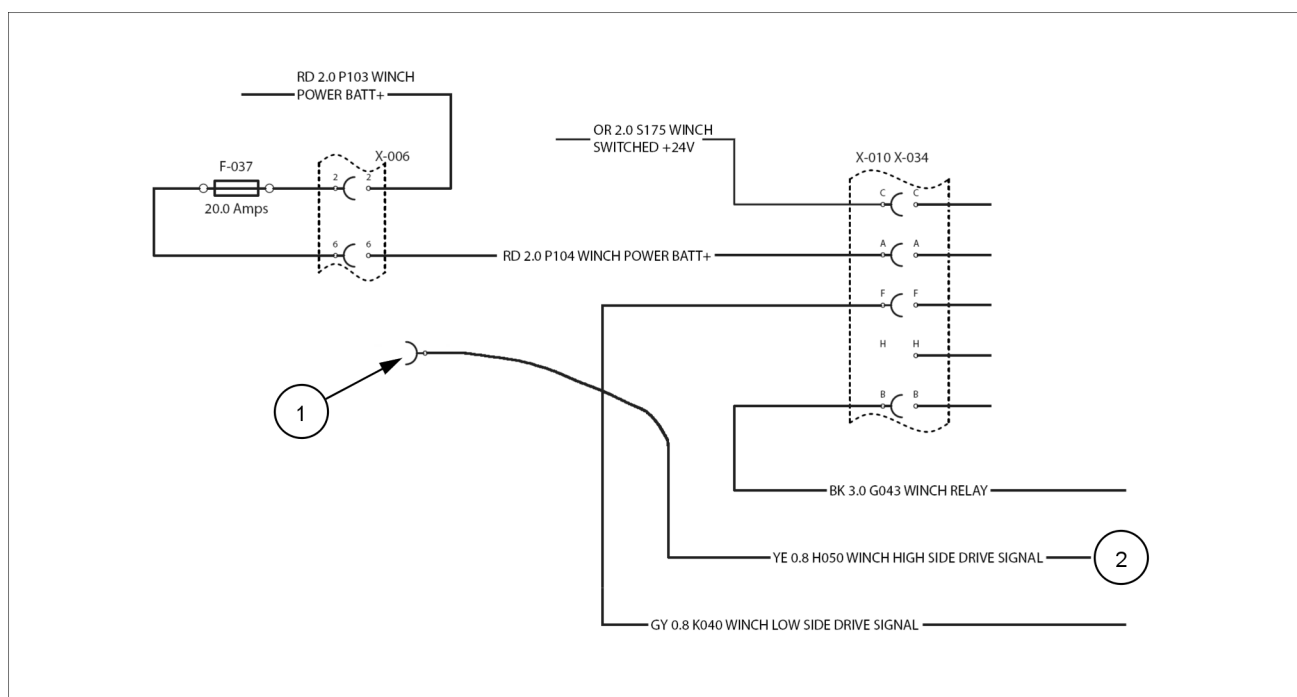 RD 2.0 P103 WINCH
POWER BATT+
OR 2.0 S175 WINCH
SWITCHED +24V
F-037
X-006
X-010 X-034
2 2
20.0 Amps
C C
6 6
RD 2.0 P104 WINCH POWER BATT+
A A
F F
H H
1
B B
BK 3.0 G043 WINCH RELAY
YE 0.8 H050 WINCH HIGH SIDE DRIVE SIGNAL
2
GY 0.8 K040 WINCH LOW SIDE DRIVE SIGNAL